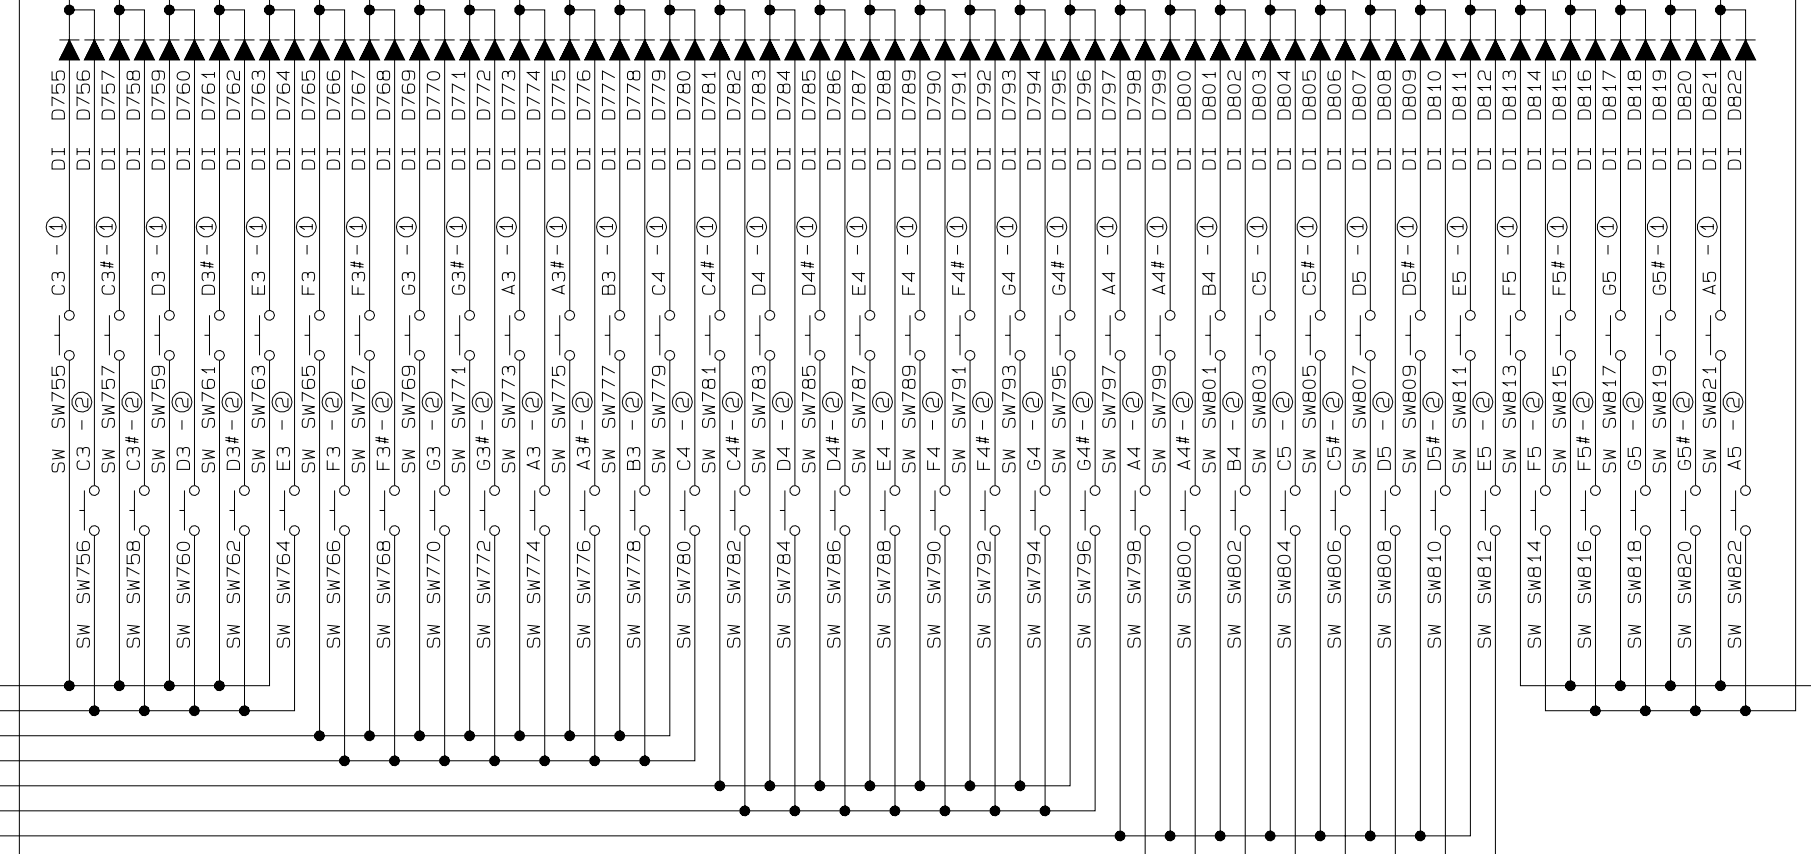 SW SW755 C3 - ① DI D755
SW SW756 C3 - ② DI D756
SW SW757 C3# - ① DI D757
SW SW758 C3# - ② DI D758
SW SW759 D3 - ① DI D759
SW SW760 D3 - ② DI D760
SW SW761 D3# - ① DI D761
SW SW762 D3# - ② DI D762
SW SW763 E3 - ① DI D763
SW SW764 E3 - ② DI D764
SW SW765 F3 - ① DI D765
SW SW766 F3 - ② DI D766
SW SW767 F3# - ① DI D767
SW SW768 F3# - ② DI D768
SW SW769 G3 - ① DI D769
SW SW770 G3 - ② DI D770
SW SW771 G3# - ① DI D771
SW SW772 G3# - ② DI D772
SW SW773 A3 - ① DI D773
SW SW774 A3 - ② DI D774
SW SW775 A3# - ① DI D775
SW SW776 A3# - ② DI D776
SW SW777 B3 - ① DI D777
SW SW778 B3 - ② DI D778
SW SW779 C4 - ① DI D779
SW SW780 C4 - ② DI D780
SW SW781 C4# - ① DI D781
SW SW782 C4# - ② DI D782
SW SW783 D4 - ① DI D783
SW SW784 D4 - ② DI D784
SW SW785 D4# - ① DI D785
SW SW786 D4# - ② DI D786
SW SW787 E4 - ① DI D787
SW SW788 E4 - ② DI D788
SW SW789 F4 - ① DI D789
SW SW790 F4 - ② DI D790
SW SW791 F4# - ① DI D791
SW SW792 F4# - ② DI D792
SW SW793 G4 - ① DI D793
SW SW794 G4 - ② DI D794
SW SW795 G4# - ① DI D795
SW SW796 G4# - ② DI D796
SW SW797 A4 - ① DI D797
SW SW798 A4 - ② DI D798
SW SW799 A4# - ① DI D799
SW SW800 A4# - ② DI D800
SW SW801 B4 - ① DI D801
SW SW802 B4 - ② DI D802
SW SW803 C5 - ① DI D803
SW SW804 C5 - ② DI D804
SW SW805 C5# - ① DI D805
SW SW806 C5# - ② DI D806
SW SW807 D5 - ① DI D807
SW SW808 D5 - ② DI D808
SW SW809 D5# - ① DI D809
SW SW810 D5# - ② DI D810
SW SW811 E5 - ① DI D811
SW SW812 E5 - ② DI D812
SW SW813 F5 - ① DI D813
SW SW814 F5 - ② DI D814
SW SW815 F5# - ① DI D815
SW SW816 F5# - ② DI D816
SW SW817 G5 - ① DI D817
SW SW818 G5 - ② DI D818
SW SW819 G5# - ① DI D819
SW SW820 G5# - ② DI D820
SW SW821 A5 - ① DI D821
SW SW822 A5 - ② DI D822